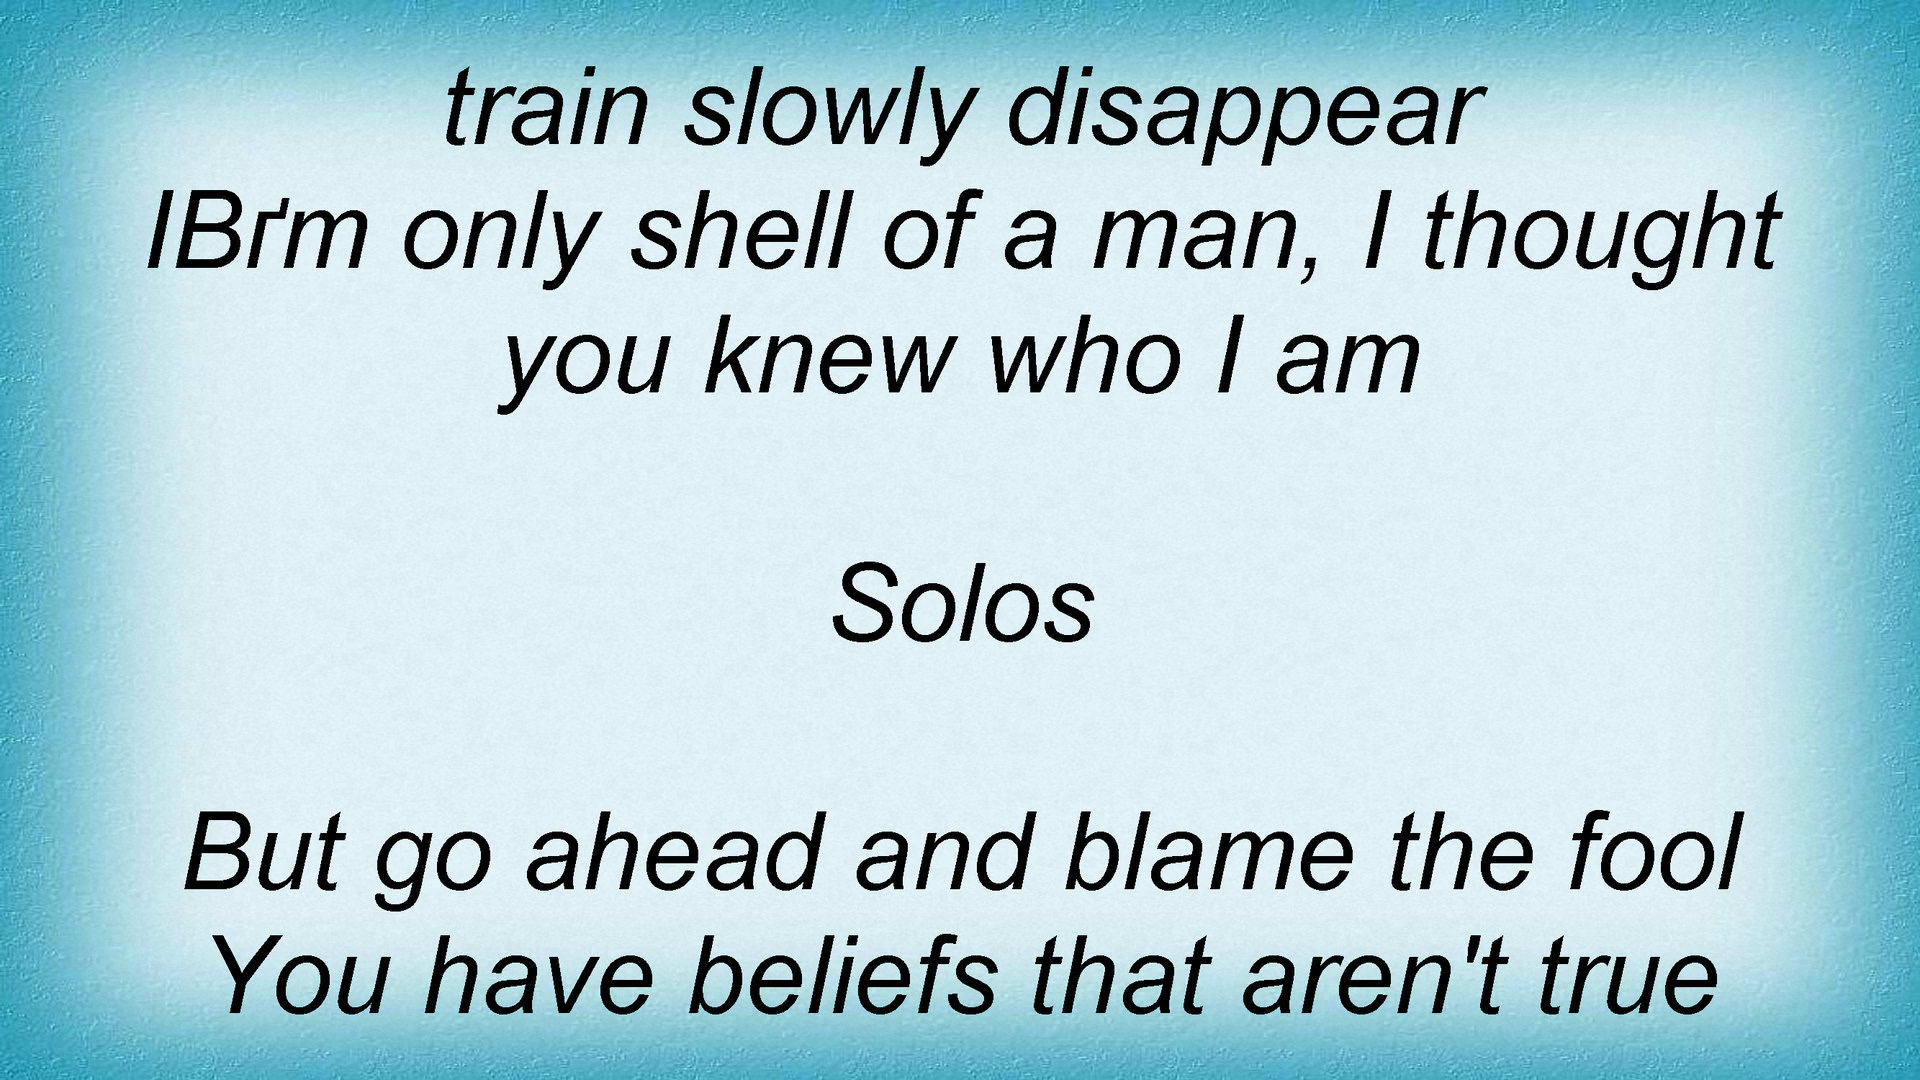 train slowly disappear
IВґm only shell of a man, I thought
you knew who I am
Solos
But go ahead and blame the fool
You have beliefs that aren't true